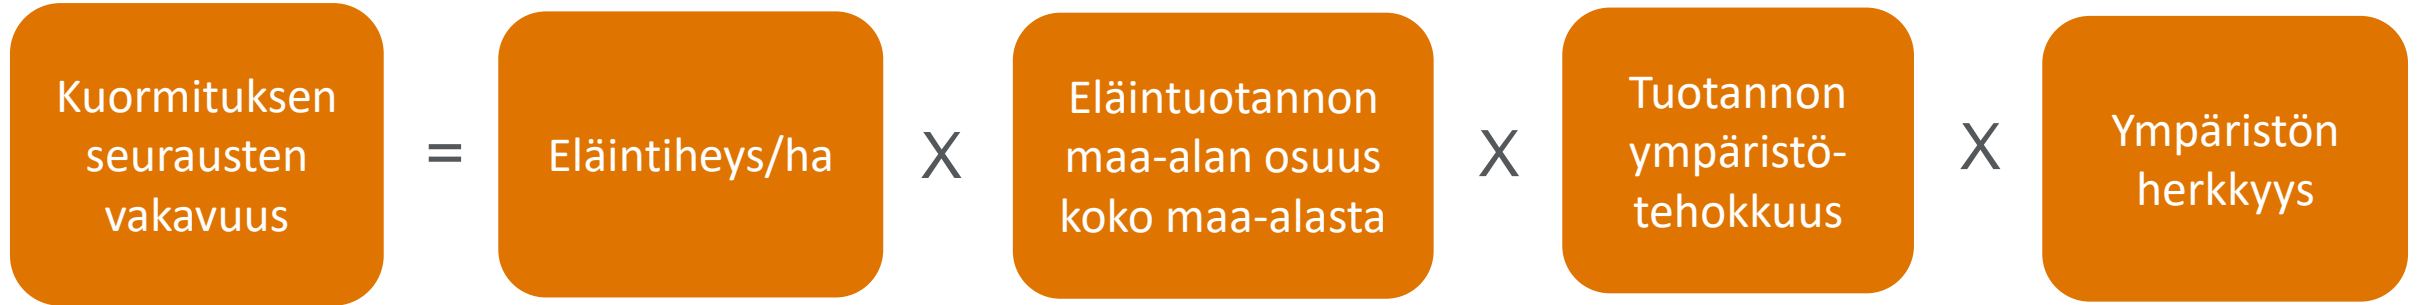 Kuormituksen
seurausten
vakavuus
=
Eläintiheys/ha
X
Eläintuotannon
maa-alan osuus
koko maa-alasta
X
Tuotannon
ympäristö-
tehokkuus
X
Ympäristön
herkkyys